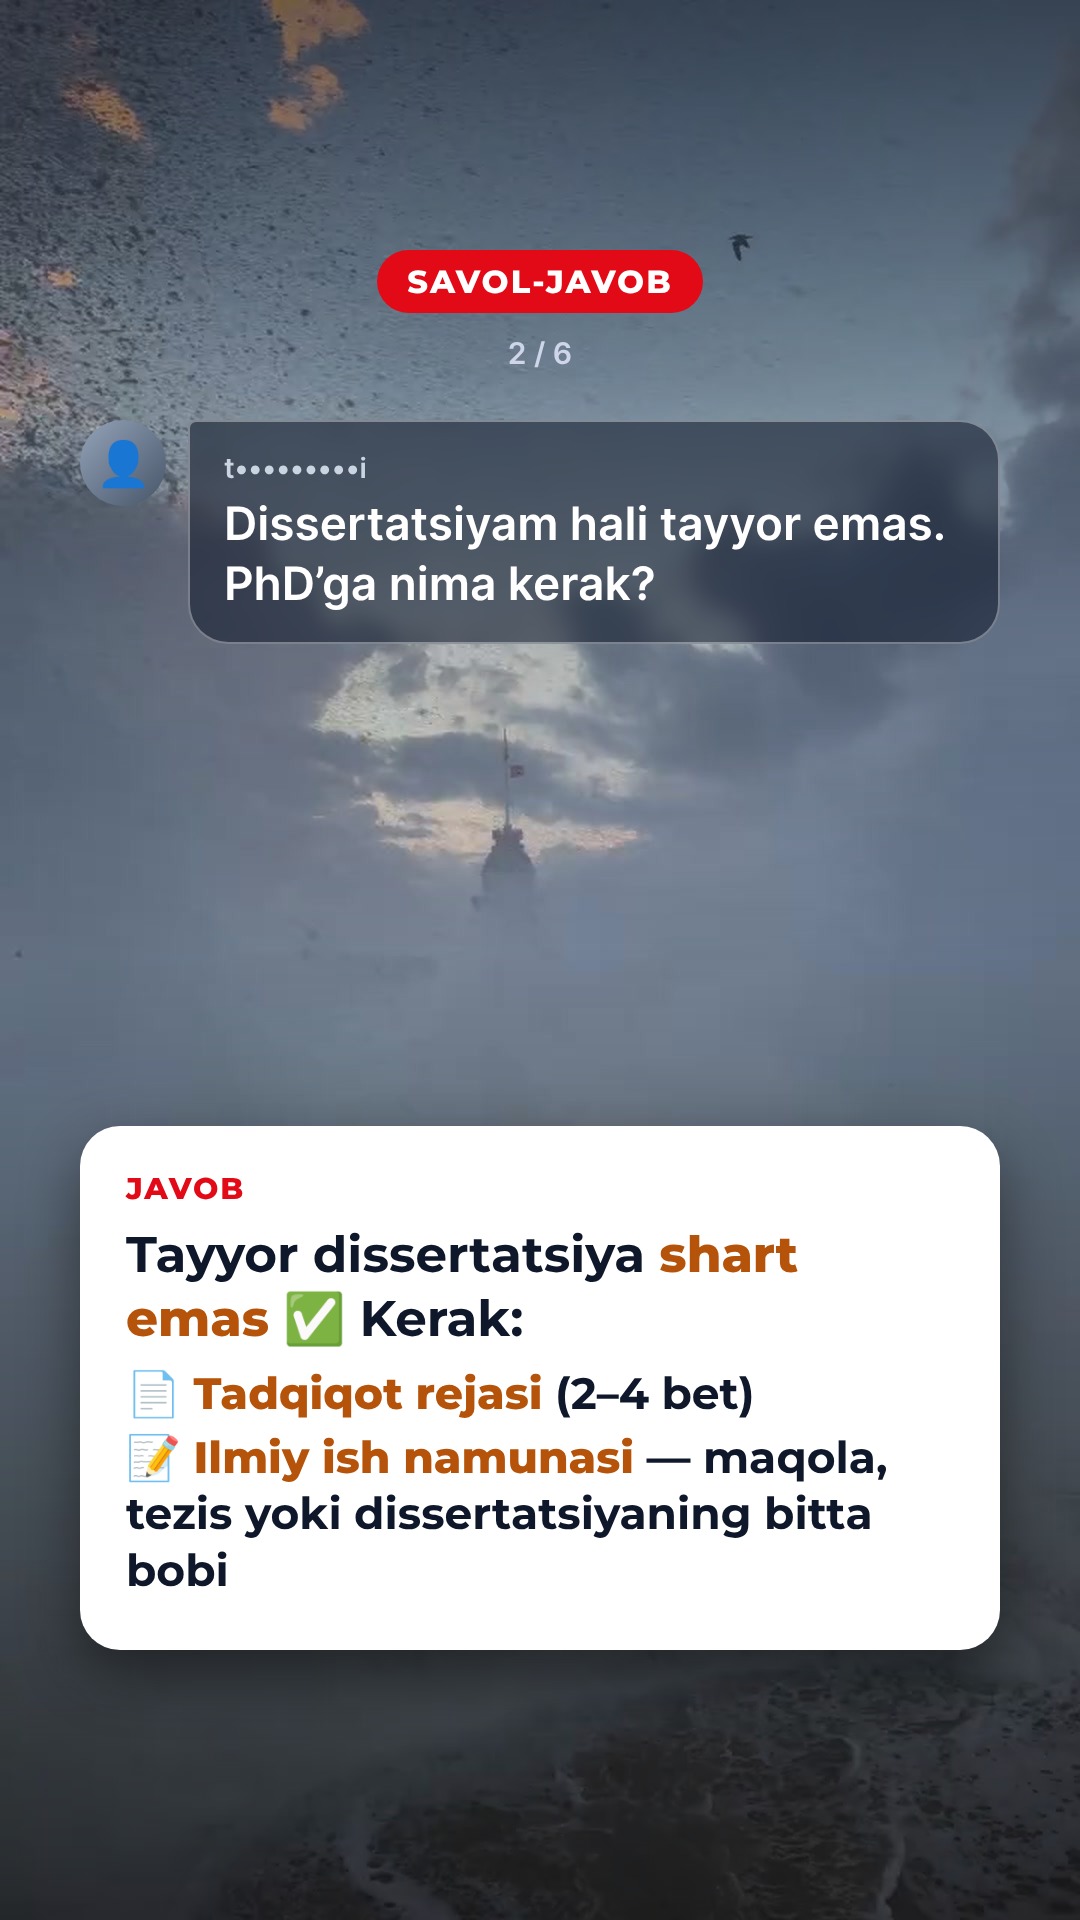 SAVOL-JAVOB
2 / 6
t•••••••••i
Dissertatsiyam hali tayyor emas.
PhD’ga nima kerak?
JAVOB
Tayyor dissertatsiya shart
emas ✅ Kerak:
📄 Tadqiqot rejasi (2–4 bet)
📝 Ilmiy ish namunasi — maqola,
tezis yoki dissertatsiyaning bitta
bobi